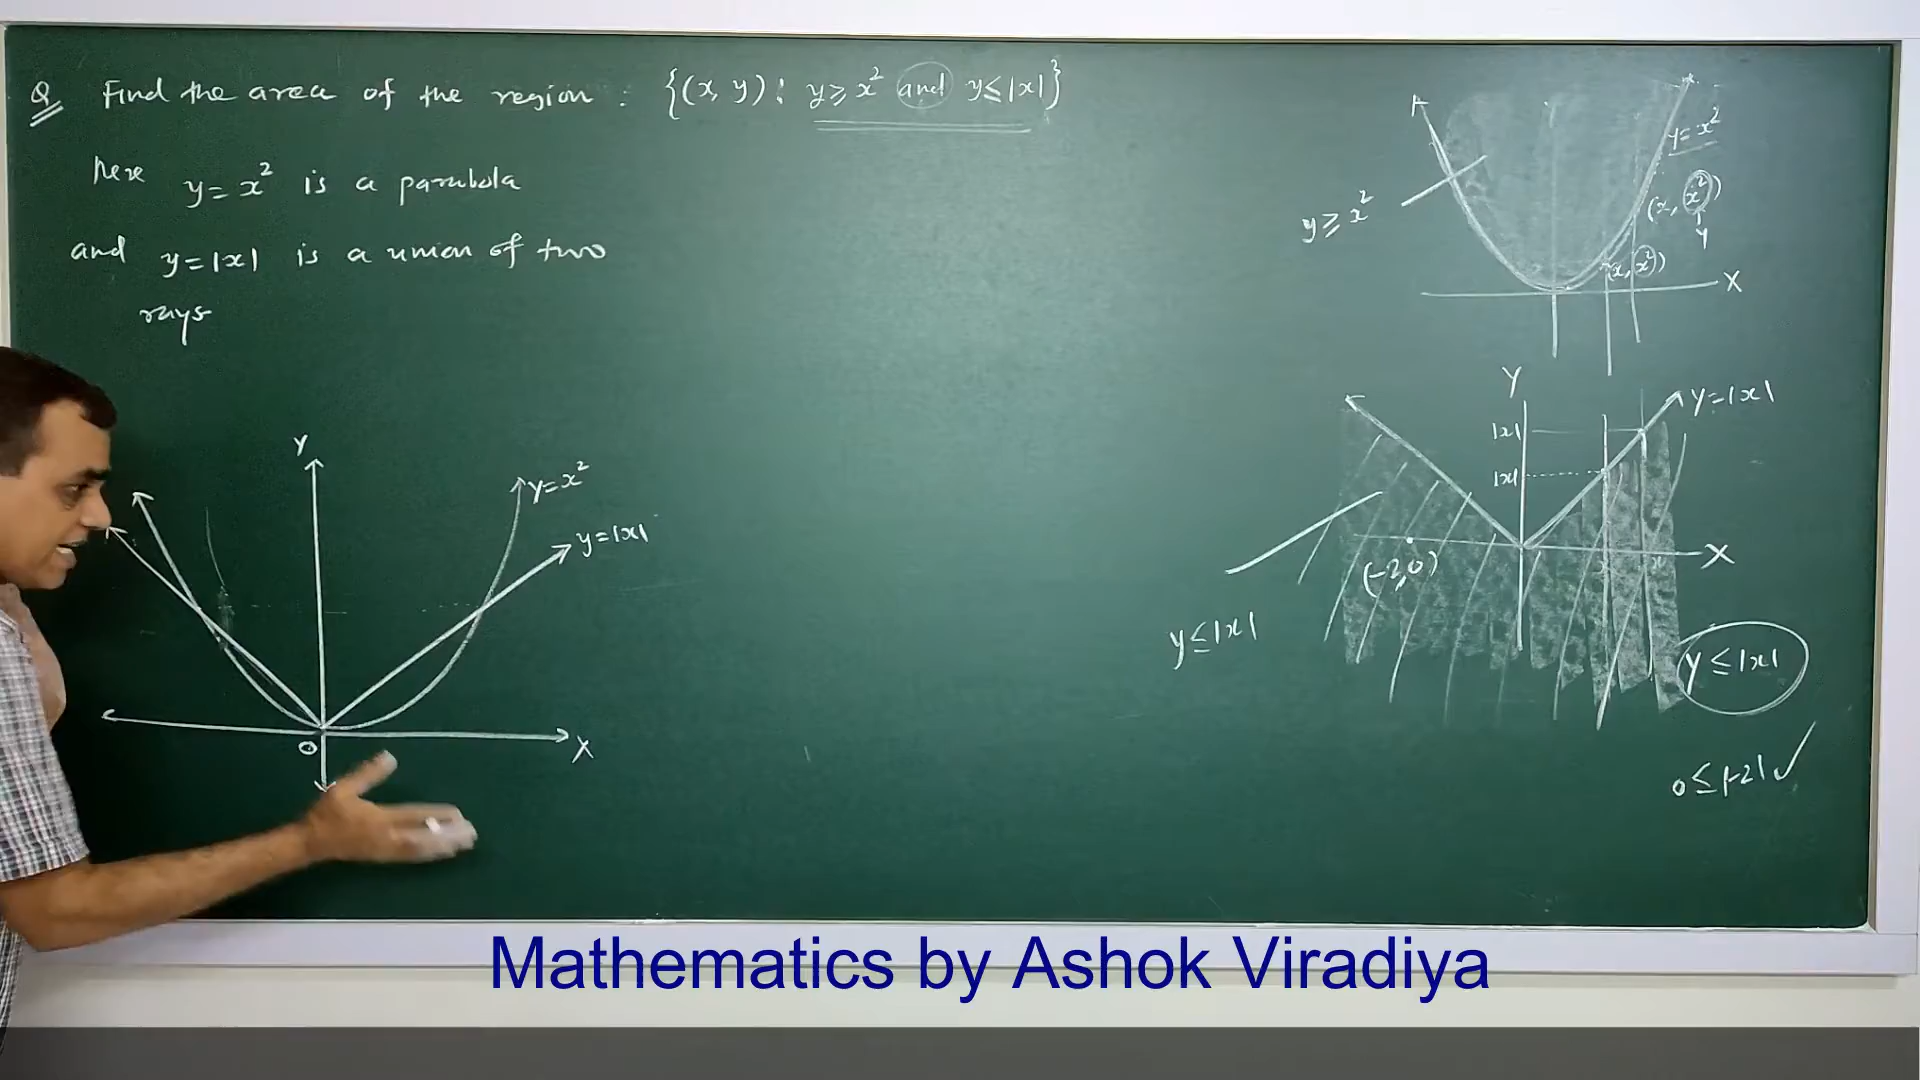 Q Find the area of the region : {(x, y) : y ≥ x² and y ≤ |x|}
here y = x² is a parabola
and y = |x| is a union of two
rays
Y
y = x²
y = |x|
O
X
y = x²
(x, x²)
y
y ≥ x²
(x, x²)
X
Y
y = |x|
|x|
|x|
X
(-2, 0)
x
y ≤ |x|
y ≤ |x|
0 ≤ |-2| ✓
Mathematics by Ashok Viradiya